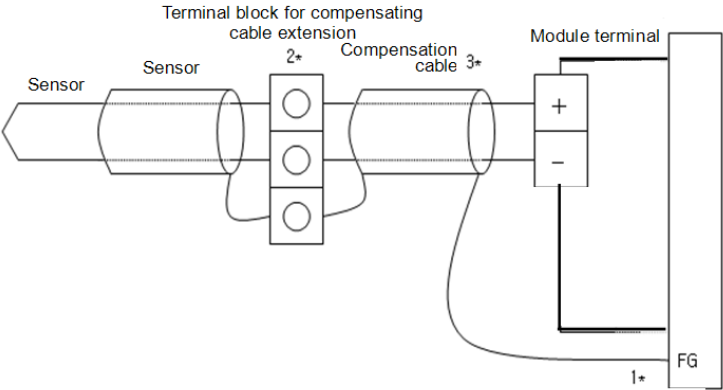 Terminal block for compensating
cable extension
2*
Compensation
cable 3*
Module terminal
Sensor
Sensor
+
−
FG
1*